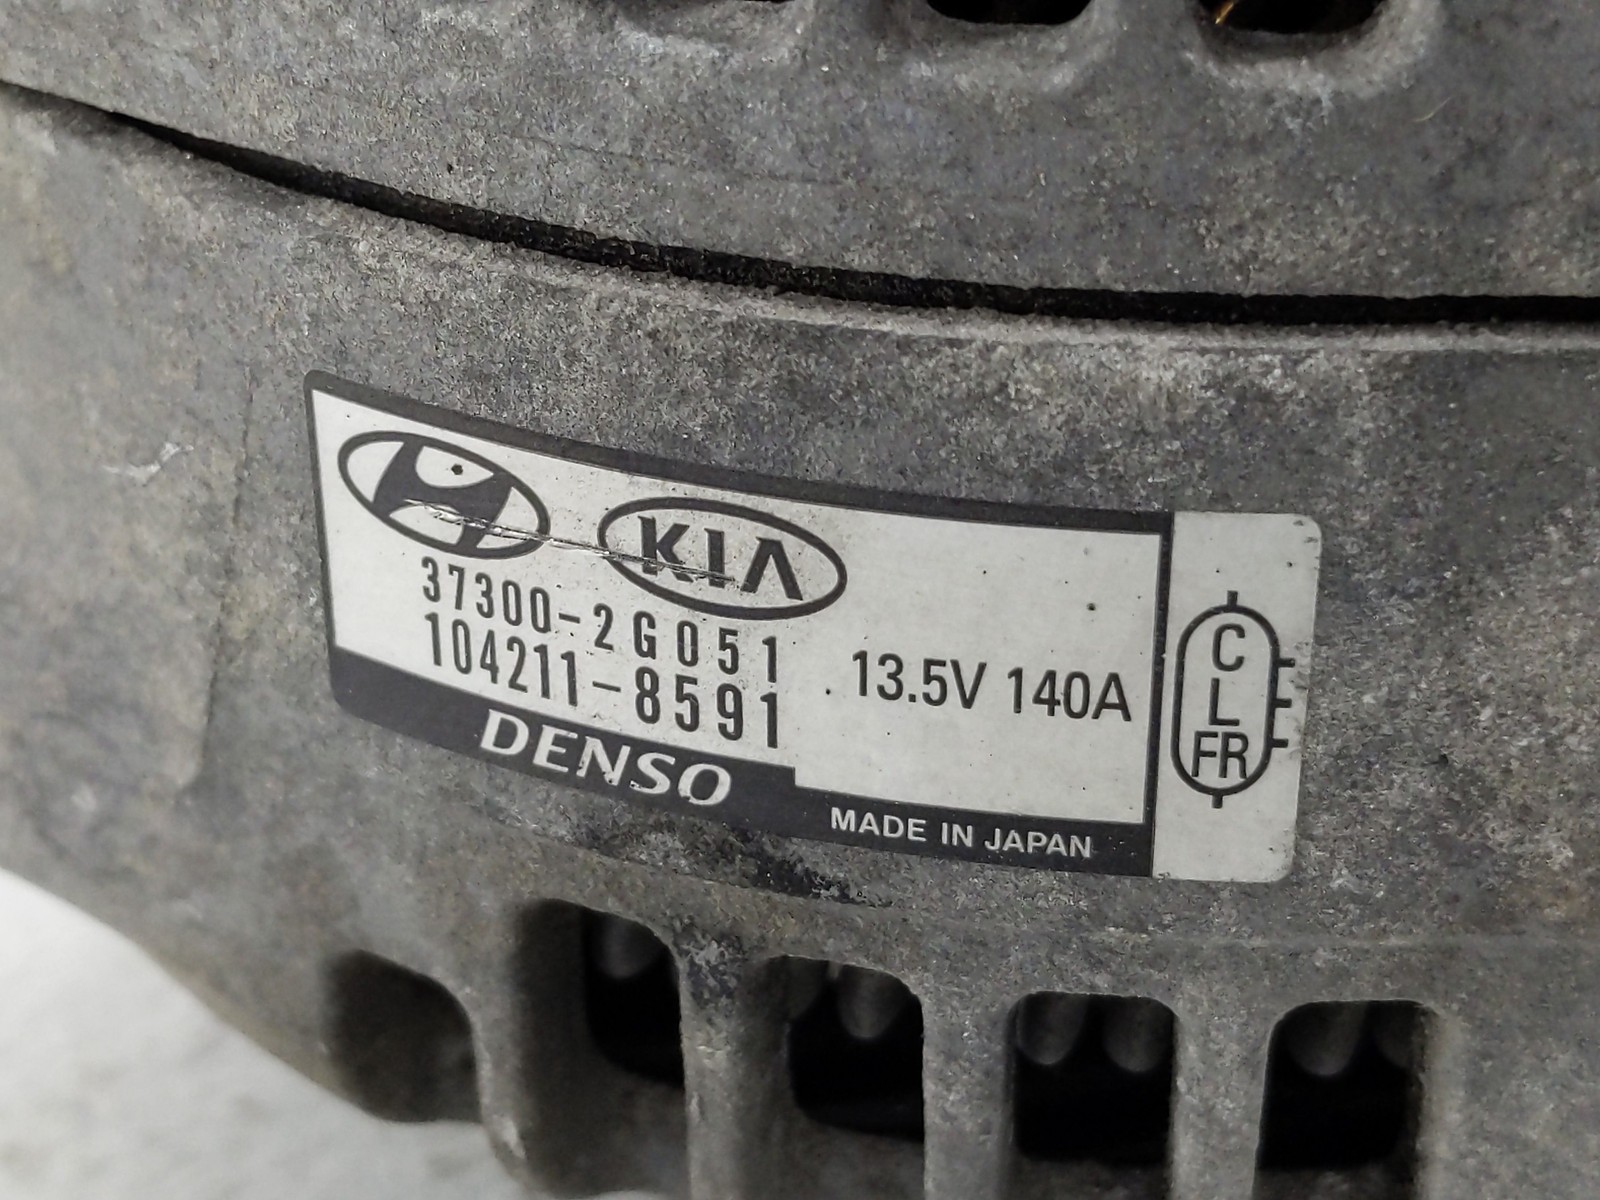 KIA
37300-2G051
104211-8591
13.5V 140A
DENSO
MADE IN JAPAN
C
L
FR